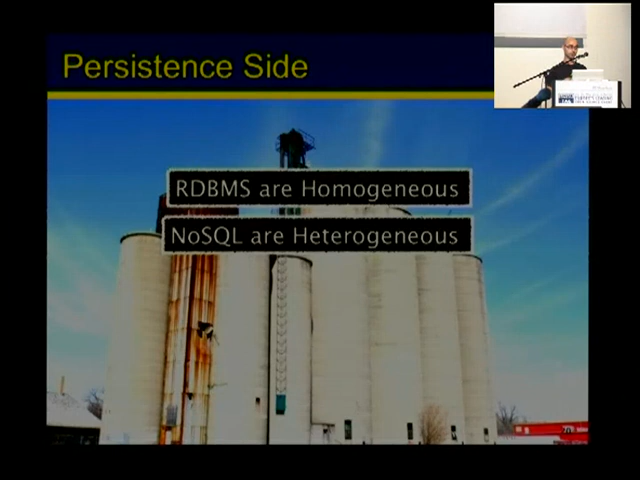 Persistence Side
RDBMS are Homogeneous
NoSQL are Heterogeneous